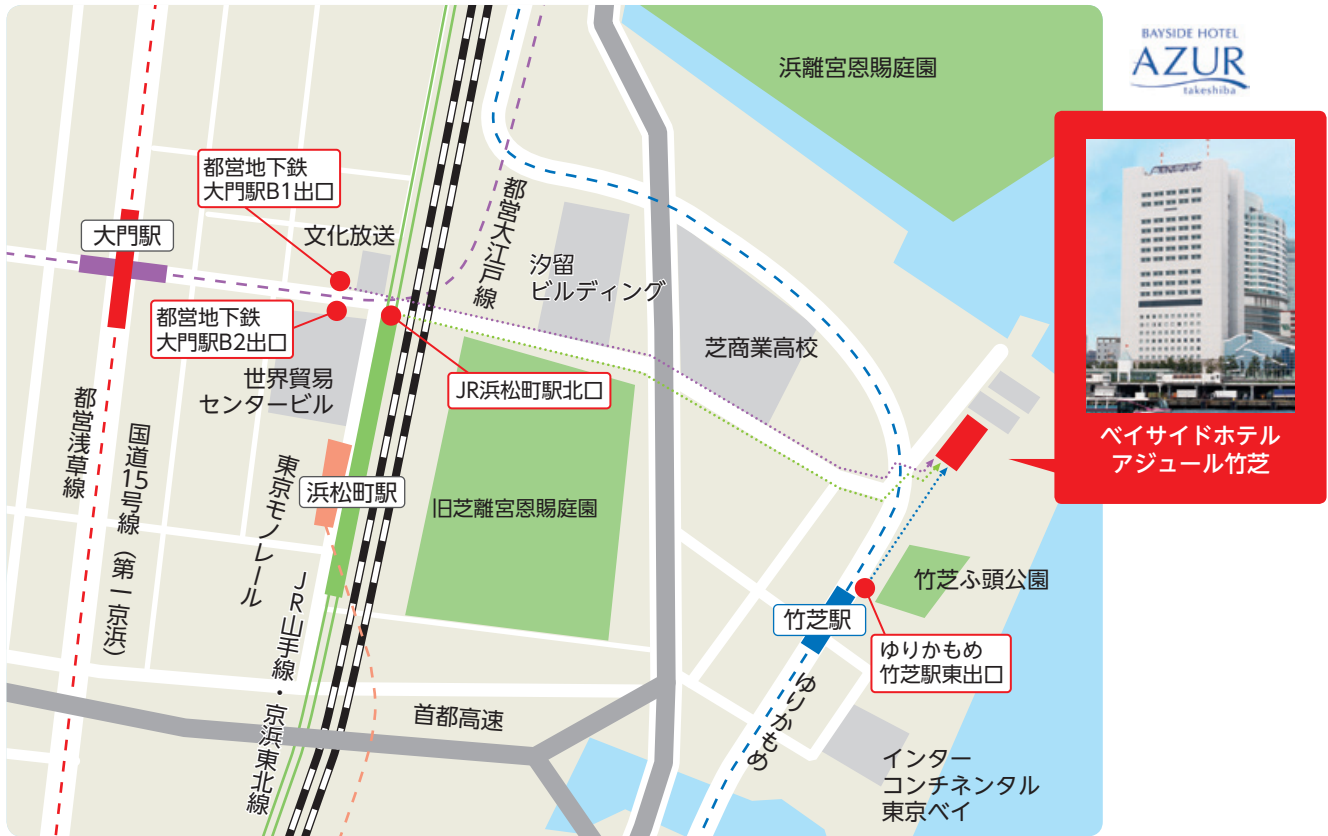 浜離宮恩賜庭園
BAYSIDE HOTEL
AZUR
takeshiba
都営地下鉄
大門駅B1出口
大門駅
文化放送
都営大江戸線
汐留
ビルディング
都営地下鉄
大門駅B2出口
芝商業高校
世界貿易
センタービル
JR浜松町駅北口
ベイサイドホテル
アジュール竹芝
都営浅草線
国道15号線（第一京浜）
東京モノレール
浜松町駅
旧芝離宮恩賜庭園
JR山手線・京浜東北線
竹芝ふ頭公園
竹芝駅
ゆりかもめ
竹芝駅東出口
ゆりかもめ
首都高速
インター
コンチネンタル
東京ベイ